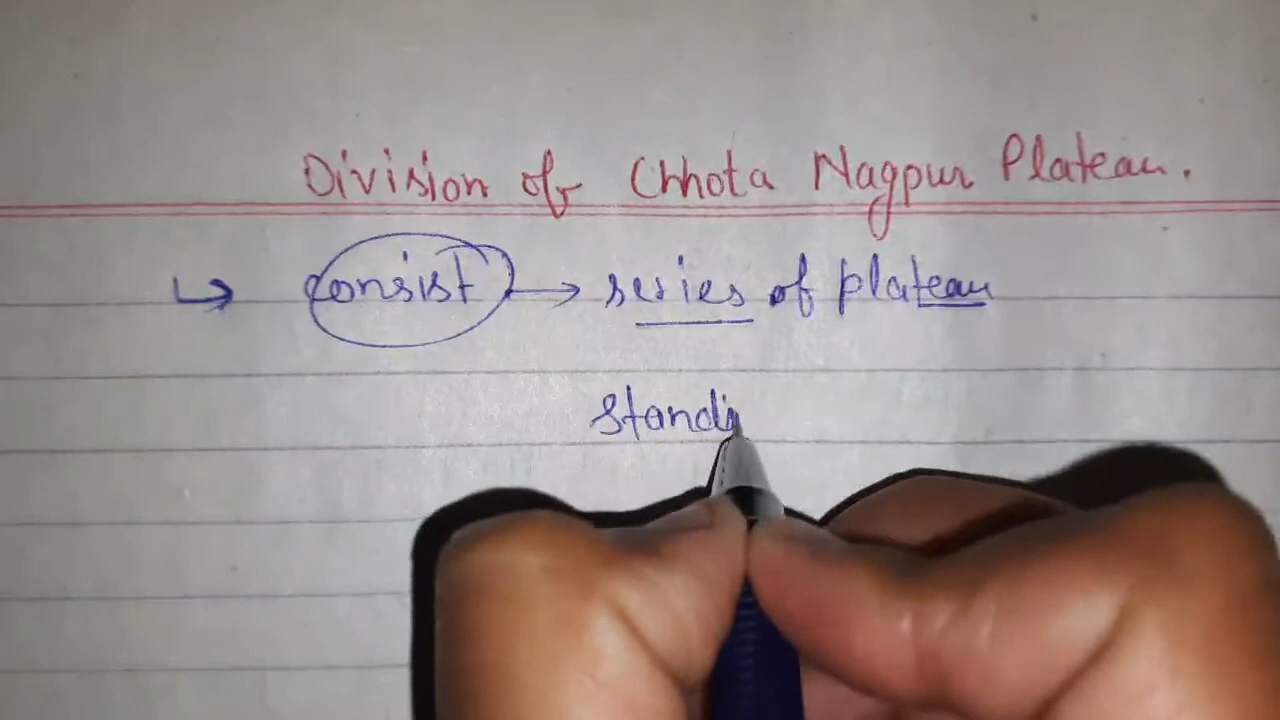 Division of Chhota Nagpur Plateau.
↳ consist → series of plateau
standi